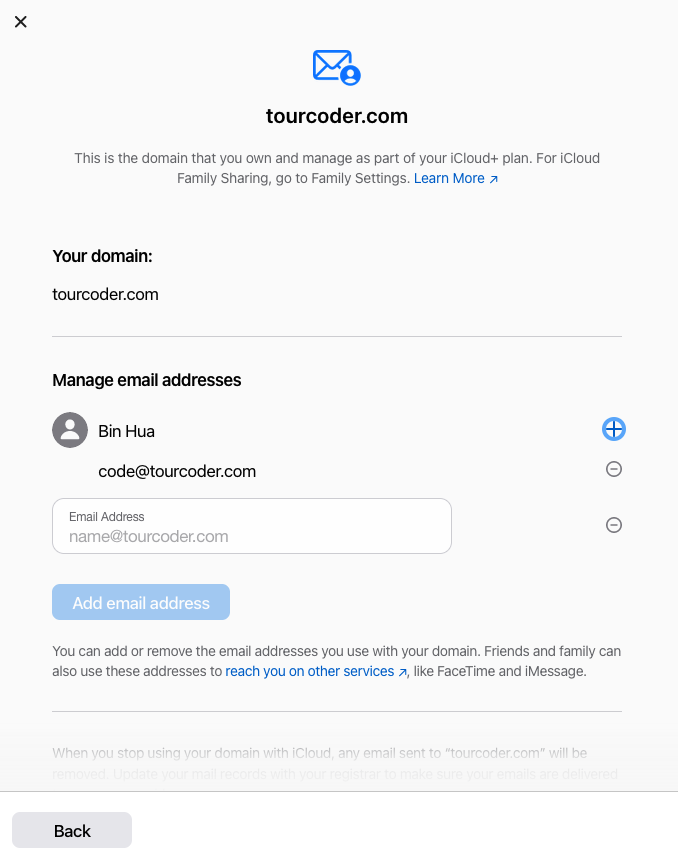 tourcoder.com
This is the domain that you own and manage as part of your iCloud+ plan. For iCloud
Family Sharing, go to Family Settings. Learn More ↗
Your domain:
tourcoder.com
Manage email addresses
Bin Hua
code@tourcoder.com
Email Address
name@tourcoder.com
Add email address
You can add or remove the email addresses you use with your domain. Friends and family can
also use these addresses to reach you on other services ↗, like FaceTime and iMessage.
When you stop using your domain with iCloud, any email sent to “tourcoder.com” will be
removed. Update your mail records with your registrar to make sure your emails are delivered
Back